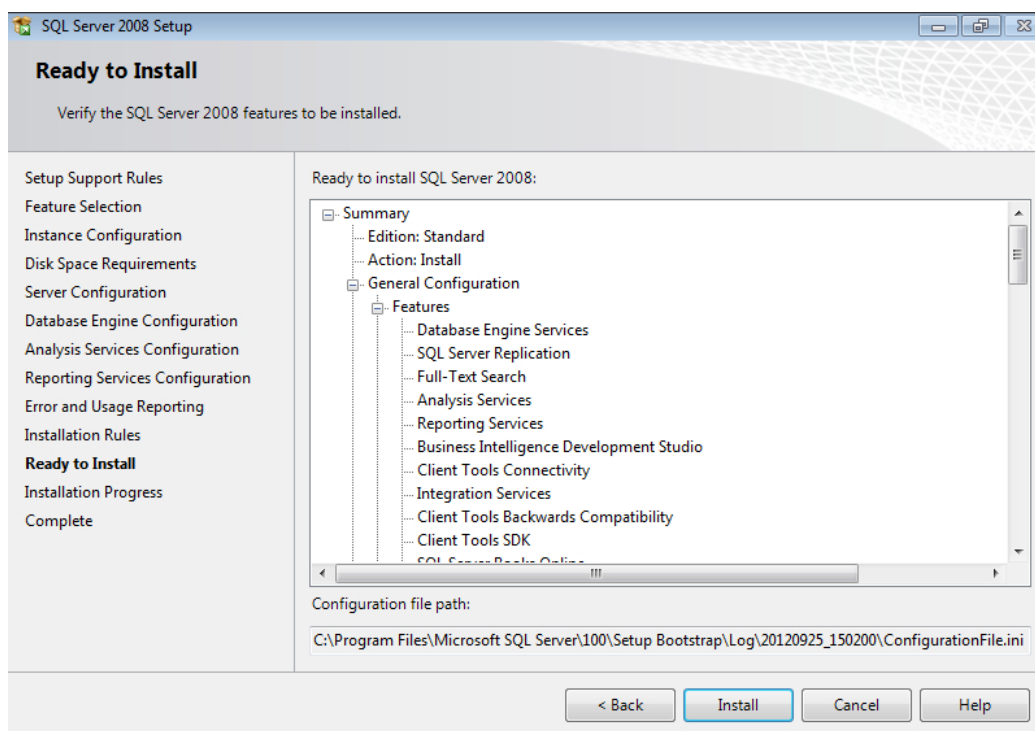 SQL Server 2008 Setup
Ready to Install
Verify the SQL Server 2008 features to be installed.
Setup Support Rules
Feature Selection
Instance Configuration
Disk Space Requirements
Server Configuration
Database Engine Configuration
Analysis Services Configuration
Reporting Services Configuration
Error and Usage Reporting
Installation Rules
Ready to Install
Installation Progress
Complete
Ready to install SQL Server 2008:
Summary
Edition: Standard
Action: Install
General Configuration
Features
Database Engine Services
SQL Server Replication
Full-Text Search
Analysis Services
Reporting Services
Business Intelligence Development Studio
Client Tools Connectivity
Integration Services
Client Tools Backwards Compatibility
Client Tools SDK
SQL Server Books Online
Configuration file path:
C:\Program Files\Microsoft SQL Server\100\Setup Bootstrap\Log\20120925_150200\ConfigurationFile.ini
< Back
Install
Cancel
Help